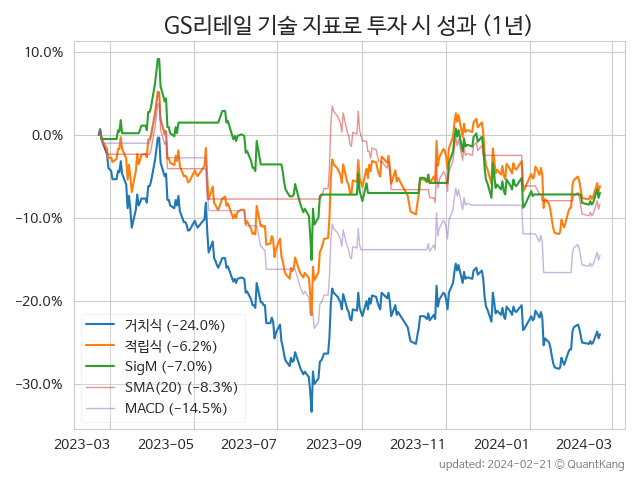 GS리테일 기술 지표로 투자 시 성과 (1년)
10.0%
0.0%
−10.0%
−20.0%
−30.0%
거치식 (−24.0%)
적립식 (−6.2%)
SigM (−7.0%)
SMA(20) (−8.3%)
MACD (−14.5%)
2023-03 2023-05 2023-07 2023-09 2023-11 2024-01 2024-03
updated: 2024-02-21 © QuantKang